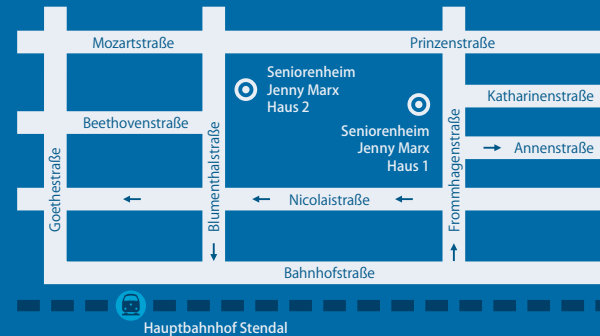 Mozartstraße
Prinzenstraße
Seniorenheim
Jenny Marx
Haus 2
Katharinenstraße
Beethovenstraße
Seniorenheim
Jenny Marx
Haus 1
Annenstraße
Goethestraße
Blumenthalstraße
Frommhagenstraße
Nicolaistraße
Bahnhofstraße
Hauptbahnhof Stendal